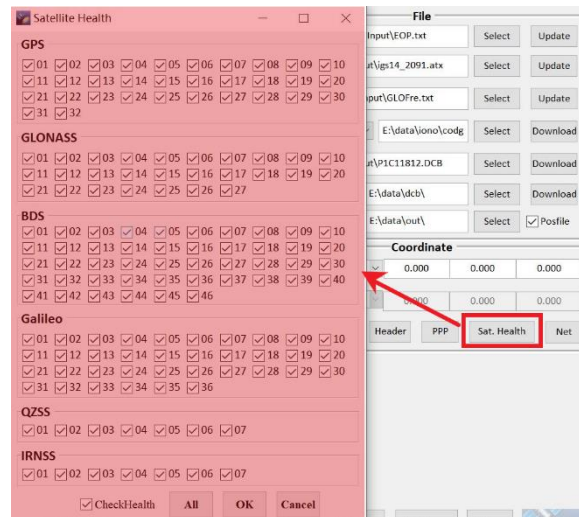 Satellite Health
GPS
01 02 03 04 05 06 07 08 09 10
11 12 13 14 15 16 17 18 19 20
21 22 23 24 25 26 27 28 29 30
31 32
GLONASS
01 02 03 04 05 06 07 08 09 10
11 12 13 14 15 16 17 18 19 20
21 22 23 24 25 26 27
BDS
01 02 03 04 05 06 07 08 09 10
11 12 13 14 15 16 17 18 19 20
21 22 23 24 25 26 27 28 29 30
31 32 33 34 35 36 37 38 39 40
41 42 43 44 45 46
Galileo
01 02 03 04 05 06 07 08 09 10
11 12 13 14 15 16 17 18 19 20
21 22 23 24 25 26 27 28 29 30
31 32 33 34 35 36
QZSS
01 02 03 04 05 06 07
IRNSS
01 02 03 04 05 06 07
CheckHealth All OK Cancel
File
Input\EOP.txt Select Update
ut\igs14_2091.atx Select Update
nput\GLOFre.txt Select Update
E:\data\iono\codg Select Download
ut\P1C11812.DCB Select Download
E:\data\dcb\ Select Download
E:\data\out\ Select Posfile
Coordinate
0.000 0.000 0.000
0.000 0.000 0.000
Header PPP Sat. Health Net